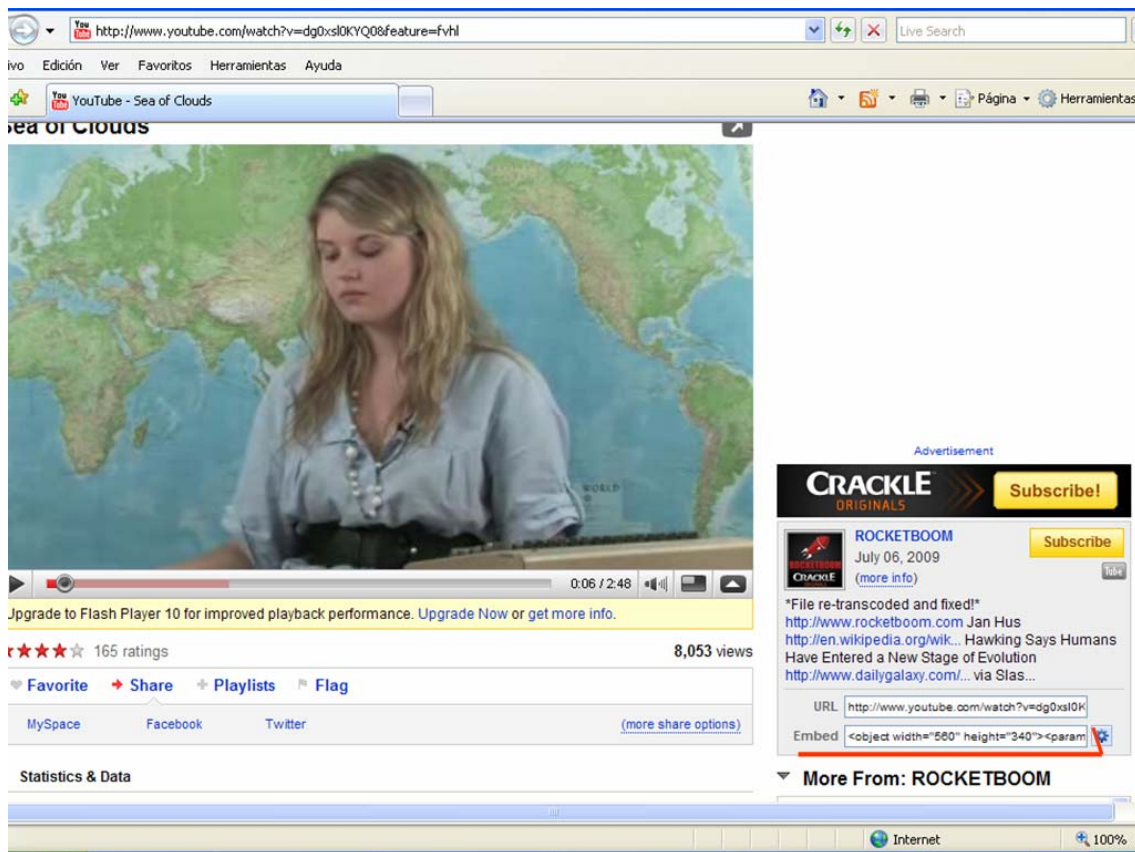 http://www.youtube.com/watch?v=dg0xsl0KYQ0&feature=fvhl
Live Search
ivo Edición Ver Favoritos Herramientas Ayuda
YouTube - Sea of Clouds
Página Herramientas
Sea of Clouds
WORLD
0:06 / 2:48
Upgrade to Flash Player 10 for improved playback performance. Upgrade Now or get more info.
165 ratings
8,053 views
Favorite Share Playlists Flag
MySpace Facebook Twitter (more share options)
Statistics & Data
Advertisement
CRACKLE
ORIGINALS
Subscribe!
ROCKETBOOM
CRACKLE
ROCKETBOOM
July 06, 2009
(more info)
Subscribe
Tube
*File re-transcoded and fixed!*
http://www.rocketboom.com Jan Hus
http://en.wikipedia.org/wik... Hawking Says Humans
Have Entered a New Stage of Evolution
http://www.dailygalaxy.com/... via Slas...
URL http://www.youtube.com/watch?v=dg0xsl0K
Embed <object width="560" height="340"><param
More From: ROCKETBOOM
Internet 100%